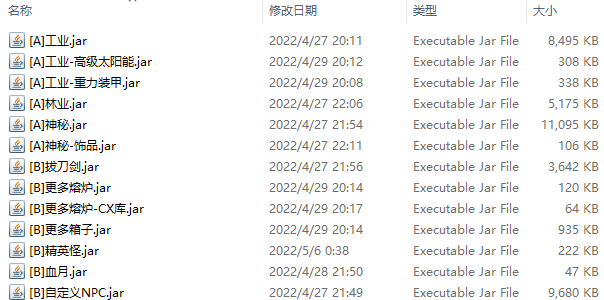 名称 修改日期 类型 大小
[A]工业.jar 2022/4/27 20:11 Executable Jar File 8,495 KB
[A]工业-高级太阳能.jar 2022/4/29 20:12 Executable Jar File 308 KB
[A]工业-重力装甲.jar 2022/4/29 20:08 Executable Jar File 338 KB
[A]林业.jar 2022/4/27 22:06 Executable Jar File 5,175 KB
[A]神秘.jar 2022/4/27 21:54 Executable Jar File 11,095 KB
[A]神秘-饰品.jar 2022/4/27 22:11 Executable Jar File 106 KB
[B]拔刀剑.jar 2022/4/27 21:56 Executable Jar File 3,642 KB
[B]更多熔炉.jar 2022/4/29 20:14 Executable Jar File 120 KB
[B]更多熔炉-CX库.jar 2022/4/29 20:17 Executable Jar File 64 KB
[B]更多箱子.jar 2022/4/29 20:14 Executable Jar File 935 KB
[B]精英怪.jar 2022/5/6 0:38 Executable Jar File 222 KB
[B]血月.jar 2022/4/28 21:50 Executable Jar File 47 KB
[B]自定义NPC.jar 2022/4/27 21:49 Executable Jar File 9,680 KB